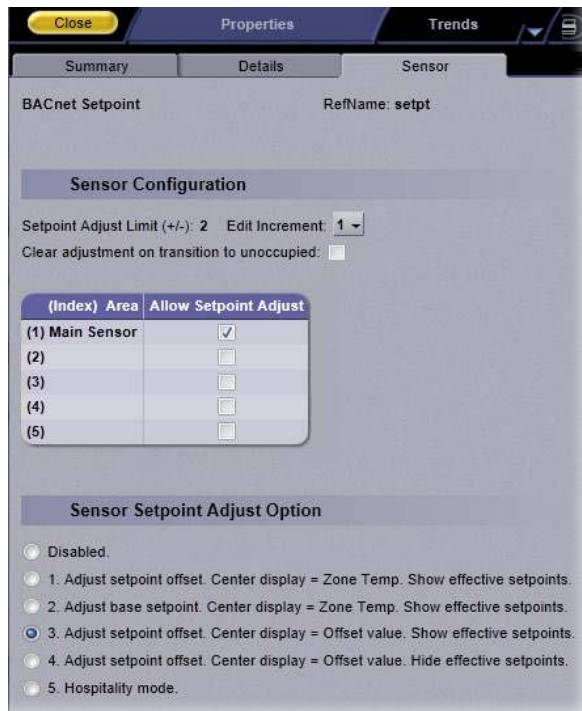 Close Properties Trends
Summary Details Sensor
BACnet Setpoint RefName: setpt
Sensor Configuration
Setpoint Adjust Limit (+/-): 2 Edit Increment: 1
Clear adjustment on transition to unoccupied:
(Index) Area Allow Setpoint Adjust
(1) Main Sensor
(2)
(3)
(4)
(5)
Sensor Setpoint Adjust Option
Disabled.
1. Adjust setpoint offset. Center display = Zone Temp. Show effective setpoints.
2. Adjust base setpoint. Center display = Zone Temp. Show effective setpoints.
3. Adjust setpoint offset. Center display = Offset value. Show effective setpoints.
4. Adjust setpoint offset. Center display = Offset value. Hide effective setpoints.
5. Hospitality mode.